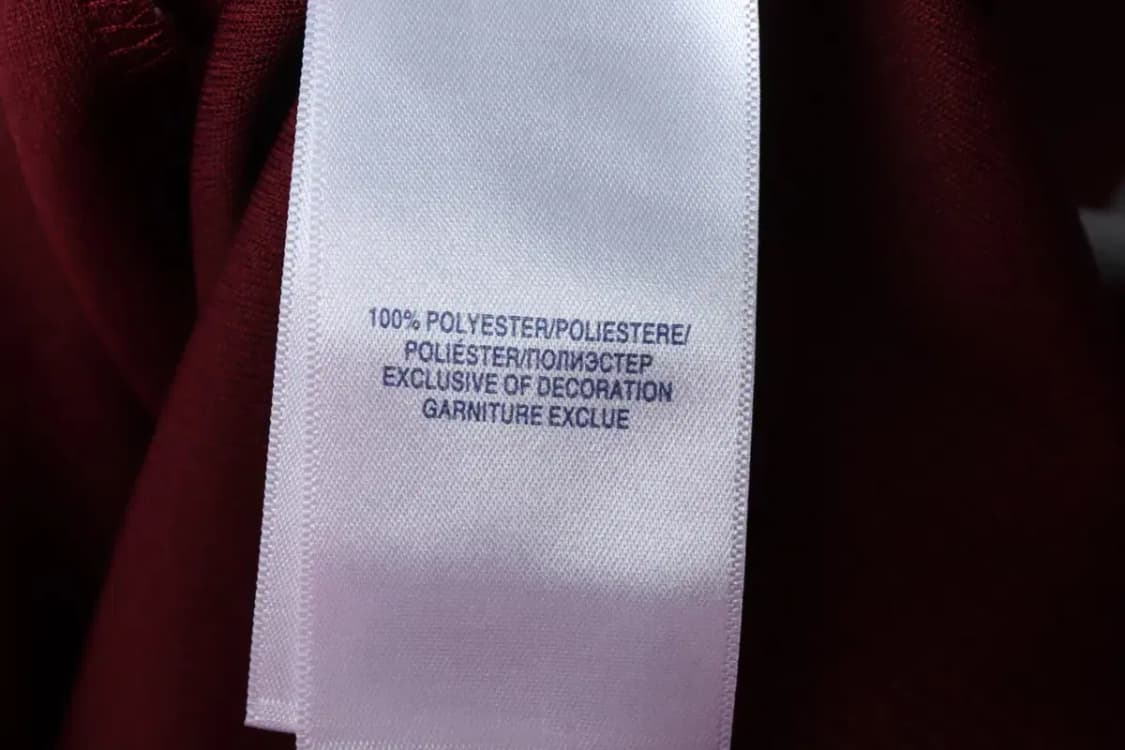 100% POLYESTER/POLIESTERE/
POLIÉSTER/ПОЛИЭСТЕР
EXCLUSIVE OF DECORATION
GARNITURE EXCLUE